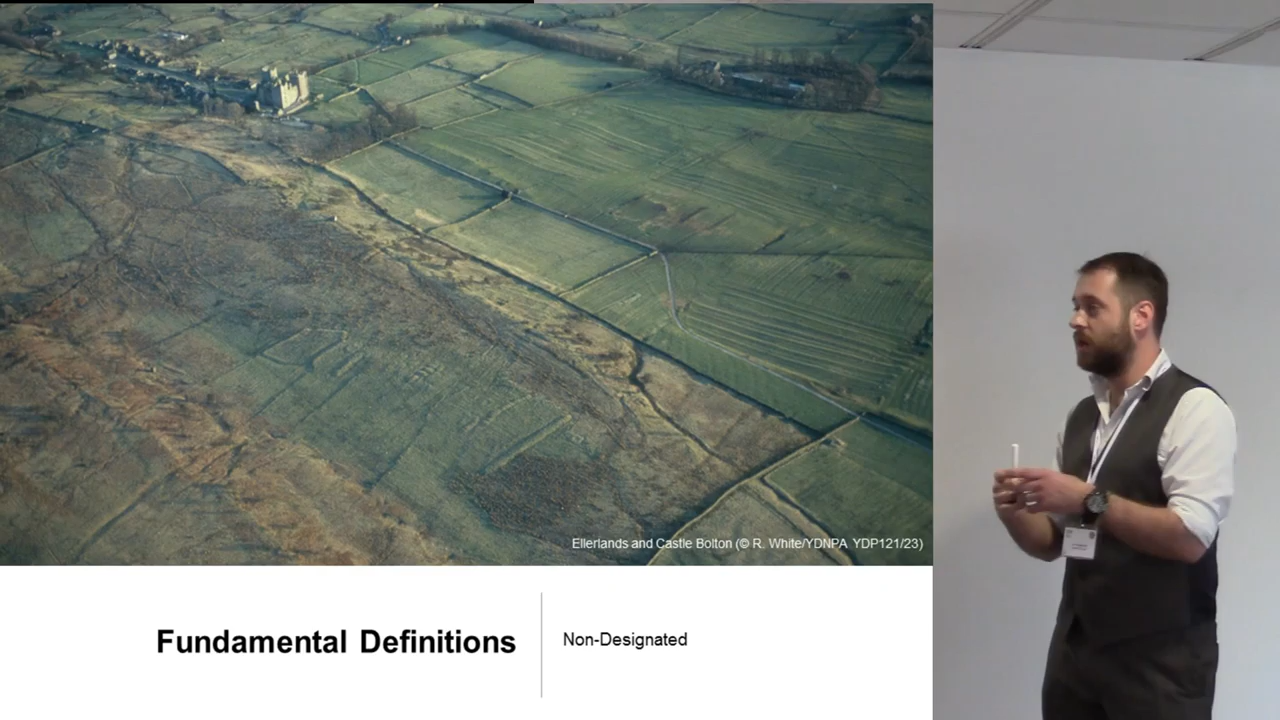 Ellerlands and Castle Bolton (© R. White/YDNPA YDP121/23)
Fundamental Definitions
Non-Designated